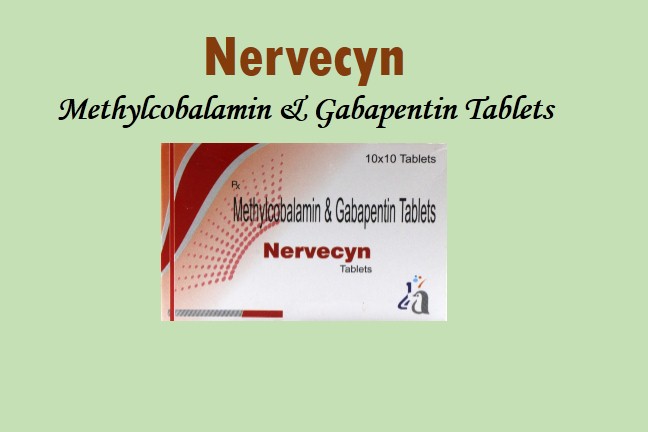 Nervecyn
Methylcobalamin & Gabapentin Tablets
10x10 Tablets
Rx
Methylcobalamin & Gabapentin Tablets
Nervecyn
Tablets